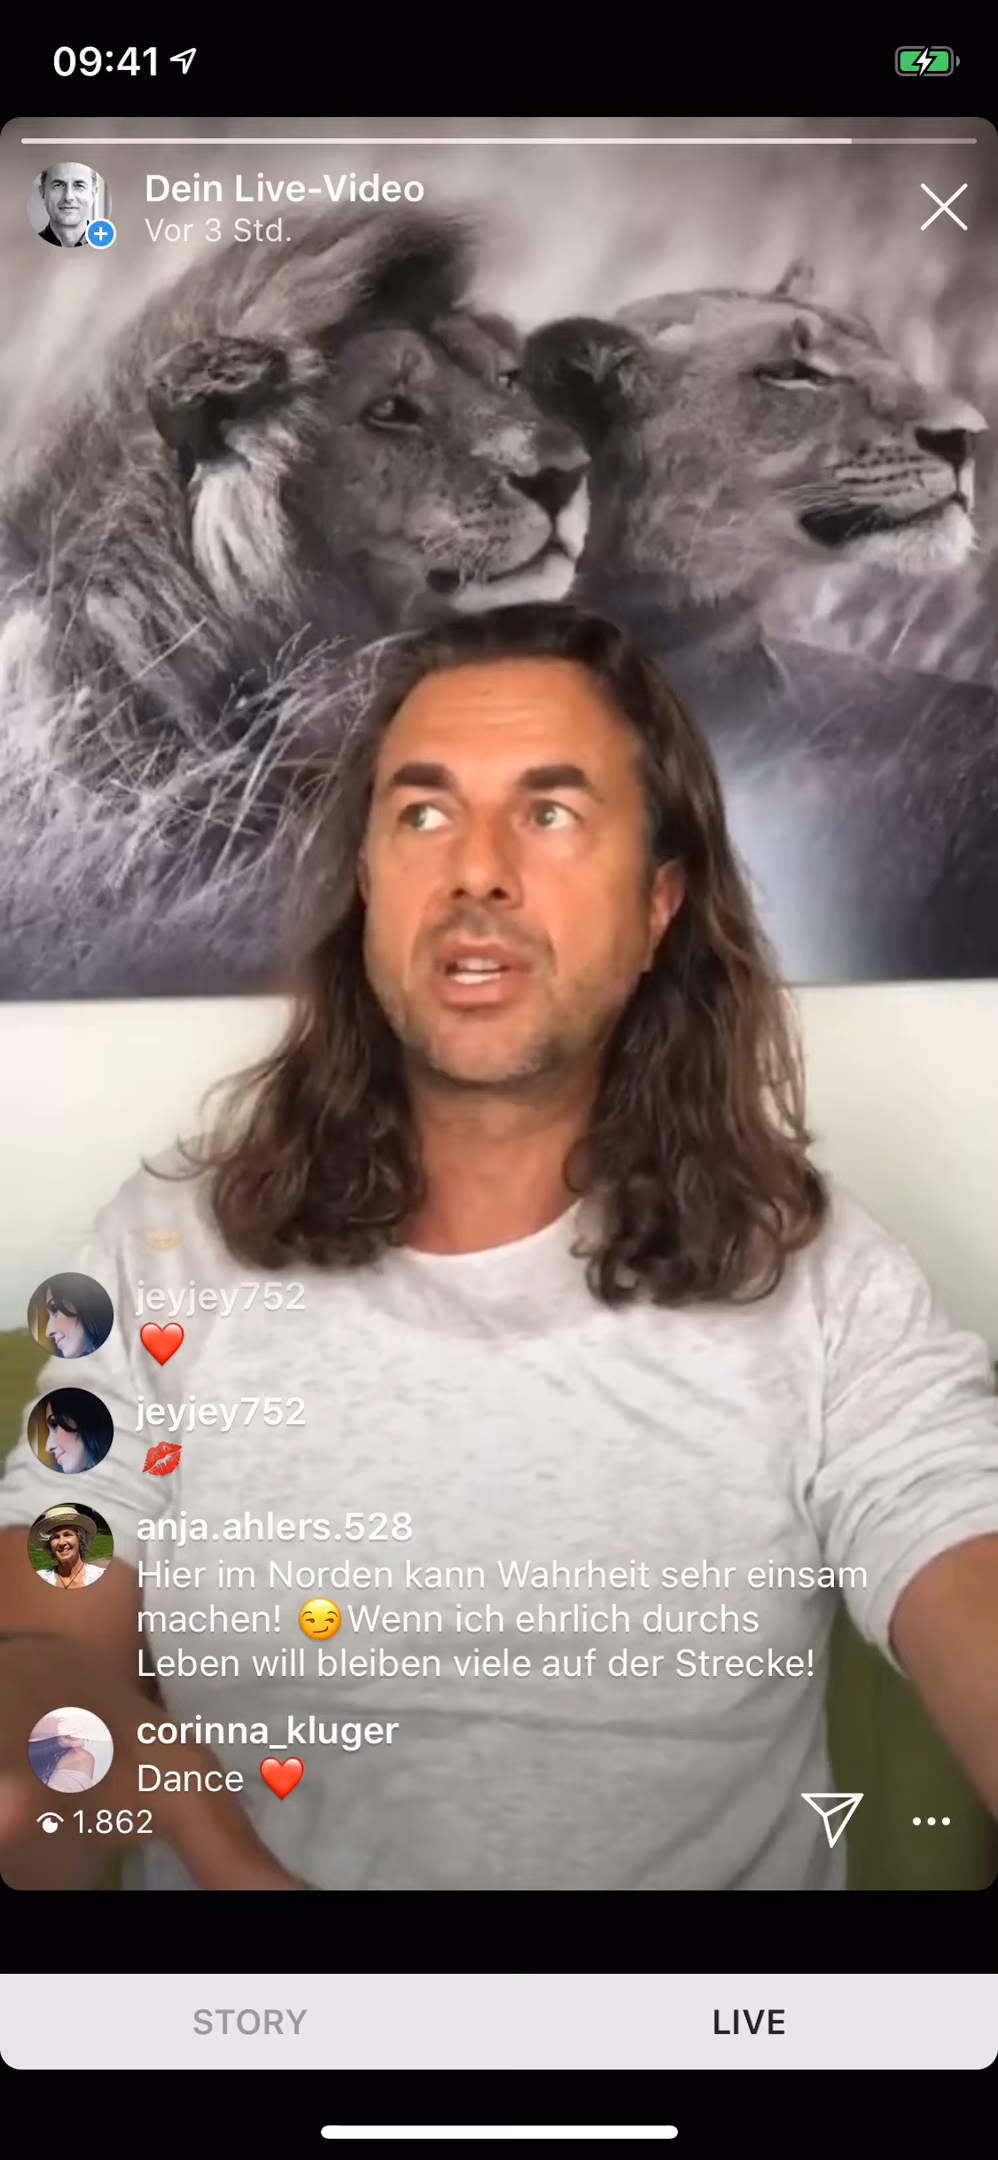 09:41
Dein Live-Video
Vor 3 Std.
jeyjey752
❤️
jeyjey752
💋
anja.ahlers.528
Hier im Norden kann Wahrheit sehr einsam
machen! 😏Wenn ich ehrlich durchs
Leben will bleiben viele auf der Strecke!
corinna_kluger
Dance ❤️
1.862
STORY
LIVE